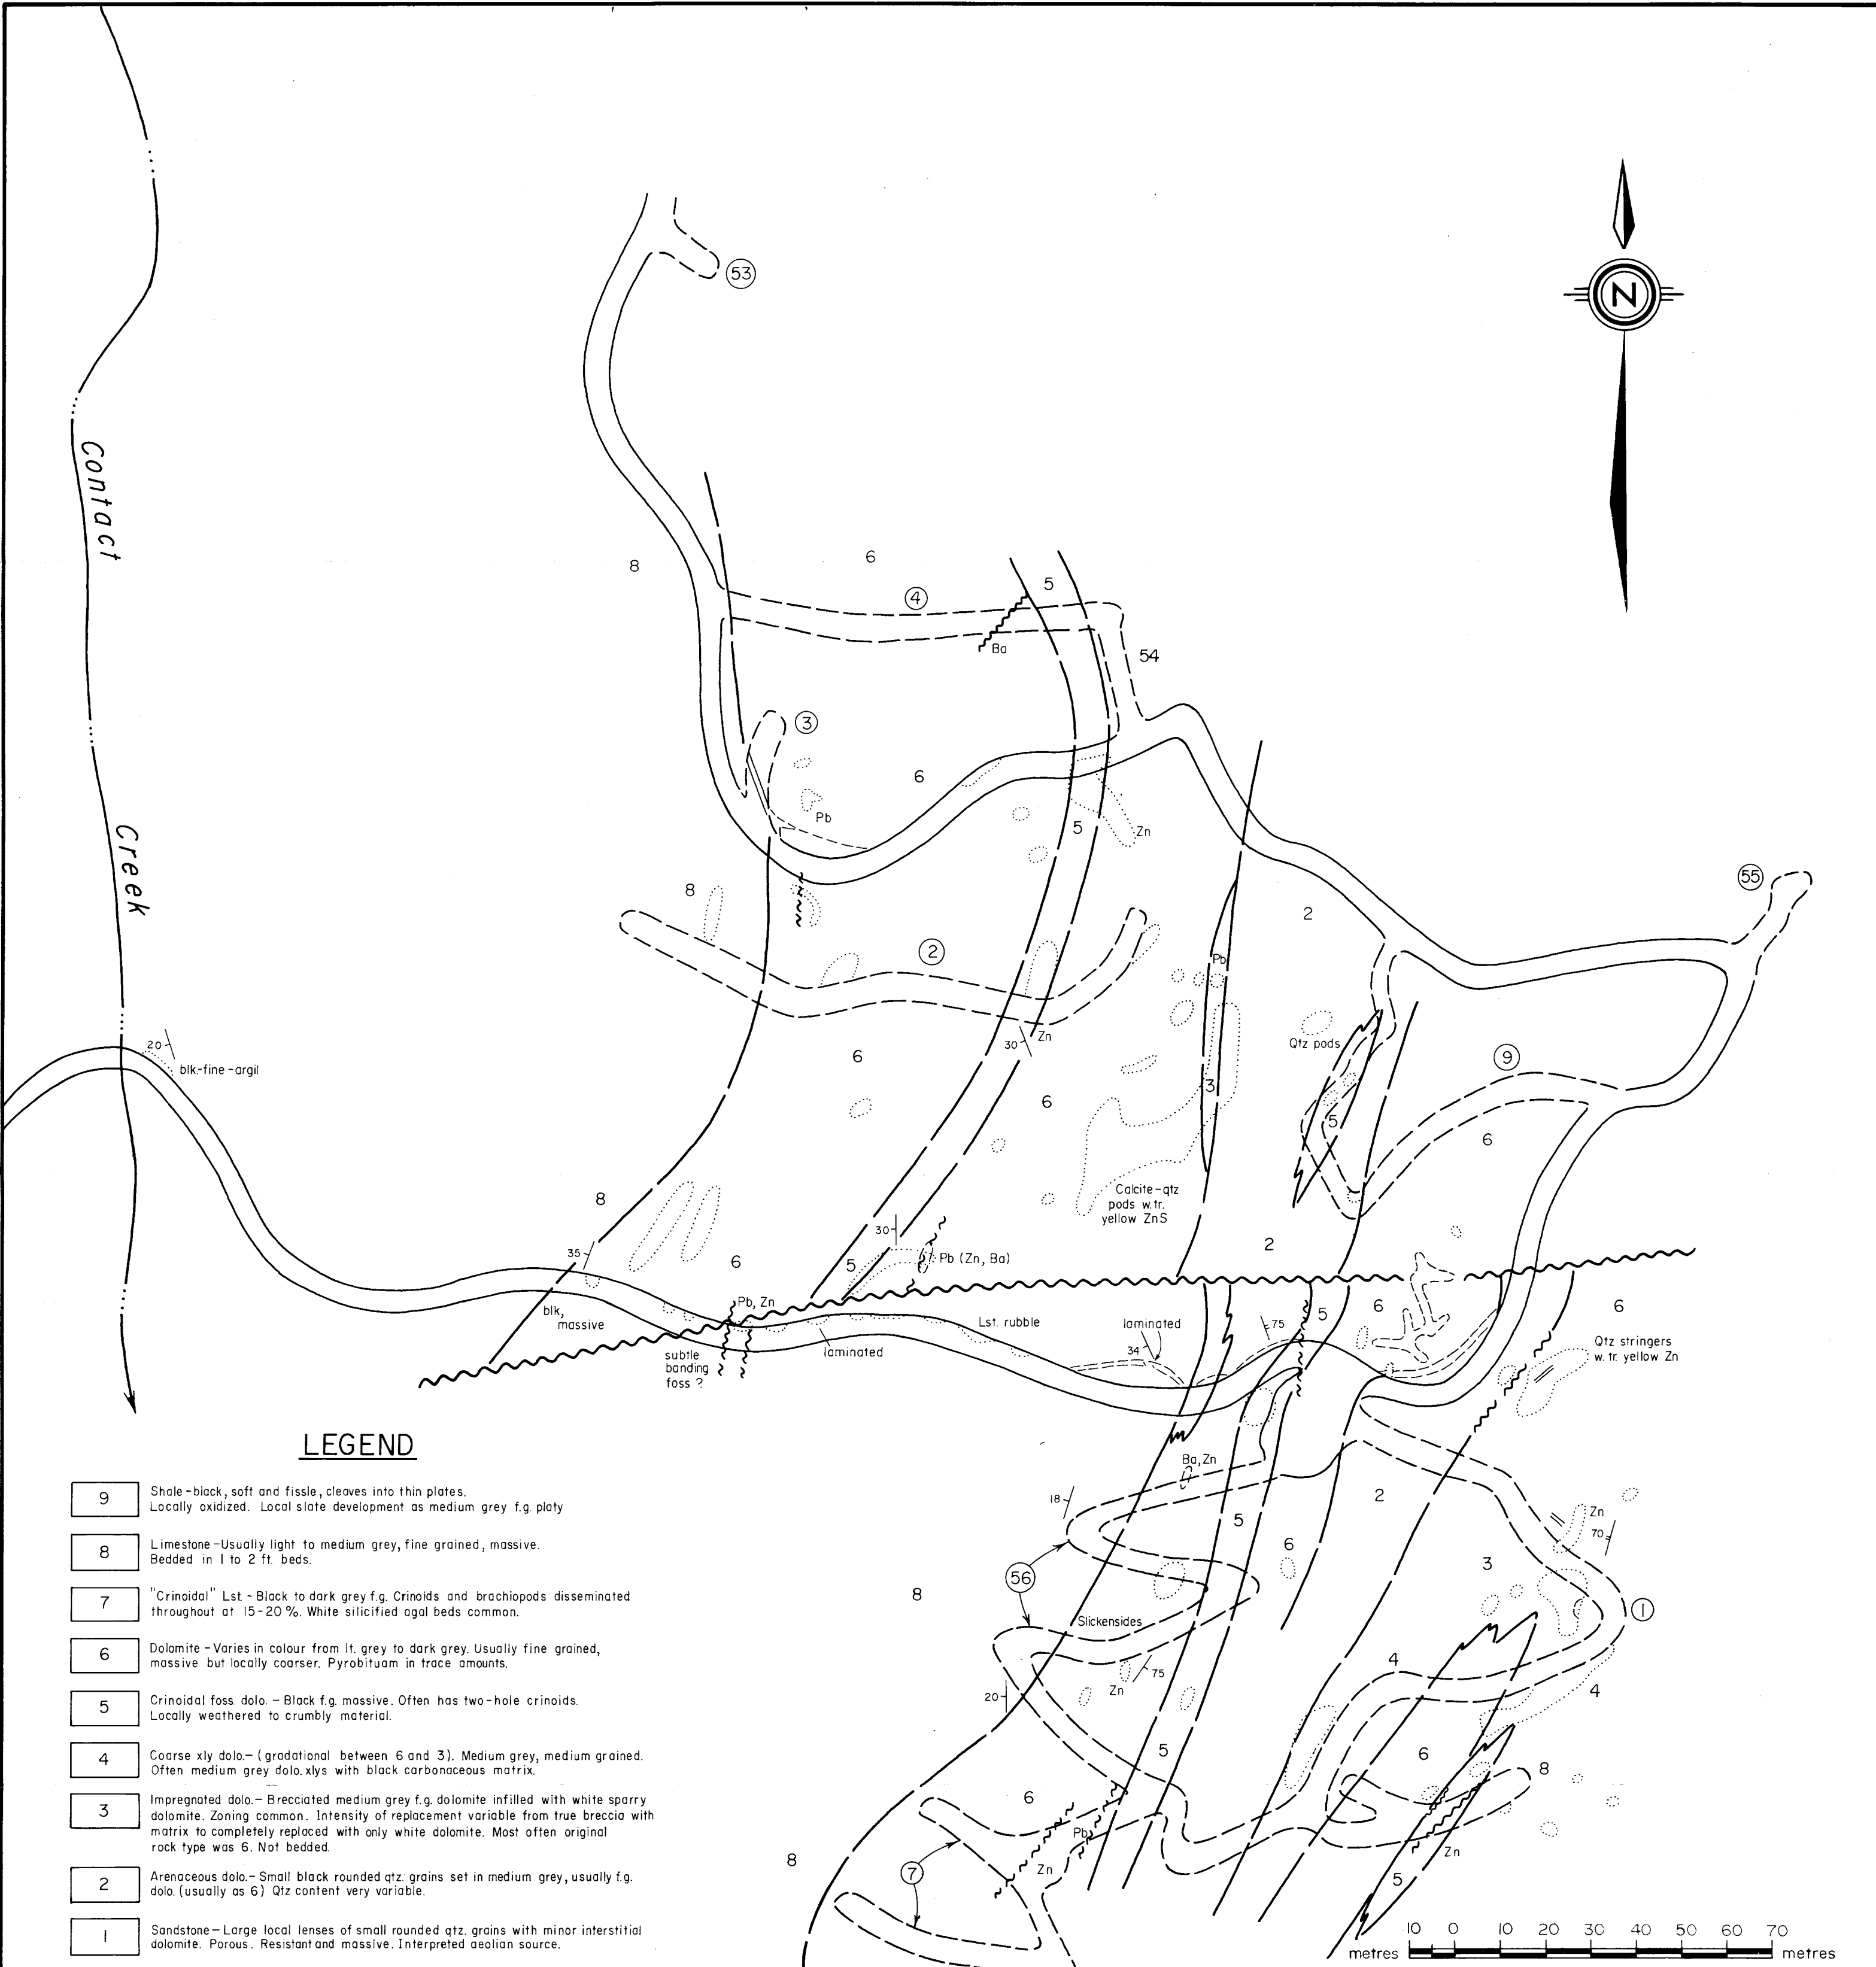 N
53
Contact
Creek
8
6
4
5
54
Ba
3
6
Pb
5
Zn
55
8
2
2
Pb
Qtz pods
9
30
Zn
20
blk-fine-argil
6
6
3
5
6
8
Calcite-qtz
pods w. tr.
yellow ZnS
30
35
6
5
Pb (Zn, Ba)
2
blk,
massive
Pb, Zn
subtle
banding
foss ?
laminated
Lst. rubble
laminated
34
75
5
6
6
Qtz stringers
w. tr. yellow Zn
LEGEND
9
Shale-black, soft and fissle, cleaves into thin plates.
Locally oxidized. Local slate development as medium grey f.g. platy
8
Limestone-Usually light to medium grey, fine grained, massive.
Bedded in 1 to 2 ft. beds.
7
"Crinoidal" Lst. - Black to dark grey f.g. Crinoids and brachiopods disseminated
throughout at 15-20%. White silicified agal beds common.
6
Dolomite - Varies in colour from lt. grey to dark grey. Usually fine grained,
massive but locally coarser. Pyrobituam in trace amounts.
5
Crinoidal foss. dolo. - Black f.g. massive. Often has two-hole crinoids.
Locally weathered to crumbly material.
4
Coarse xly dolo.- (gradational between 6 and 3). Medium grey, medium grained.
Often medium grey dolo. xlys with black carbonaceous matrix.
3
Impregnated dolo.- Brecciated medium grey f.g. dolomite infilled with white sparry
dolomite. Zoning common. Intensity of replacement variable from true breccia with
matrix to completely replaced with only white dolomite. Most often original
rock type was 6. Not bedded.
2
Arenaceous dolo.- Small black rounded qtz. grains set in medium grey, usually f.g.
dolo. (usually as 6) Qtz content very variable.
1
Sandstone-Large local lenses of small rounded qtz. grains with minor interstitial
dolomite. Porous. Resistant and massive. Interpreted aeolian source.
Ba, Zn
18
5
2
Zn
70
6
3
56
8
1
Slickensides
75
Zn
20
4
4
5
6
8
6
Pb
Zn
7
8
Zn
5
10 0 10 20 30 40 50 60 70
metres metres